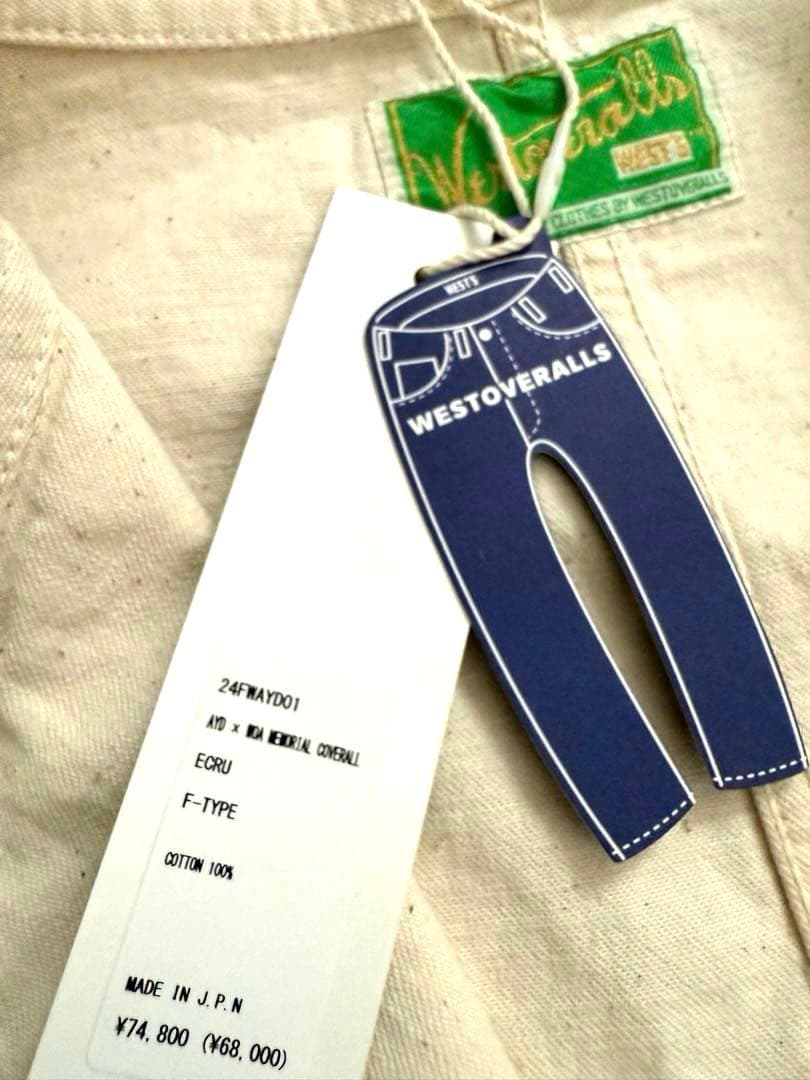 Westoveralls
WEST'S
CLOTHES BY WESTOVERALLS
WEST'S
WESTOVERALLS
24FWAYD01
AYD × WOA MEMORIAL COVERALL
ECRU
F-TYPE
COTTON 100%
MADE IN J.P.N
¥74,800 (¥68,000)